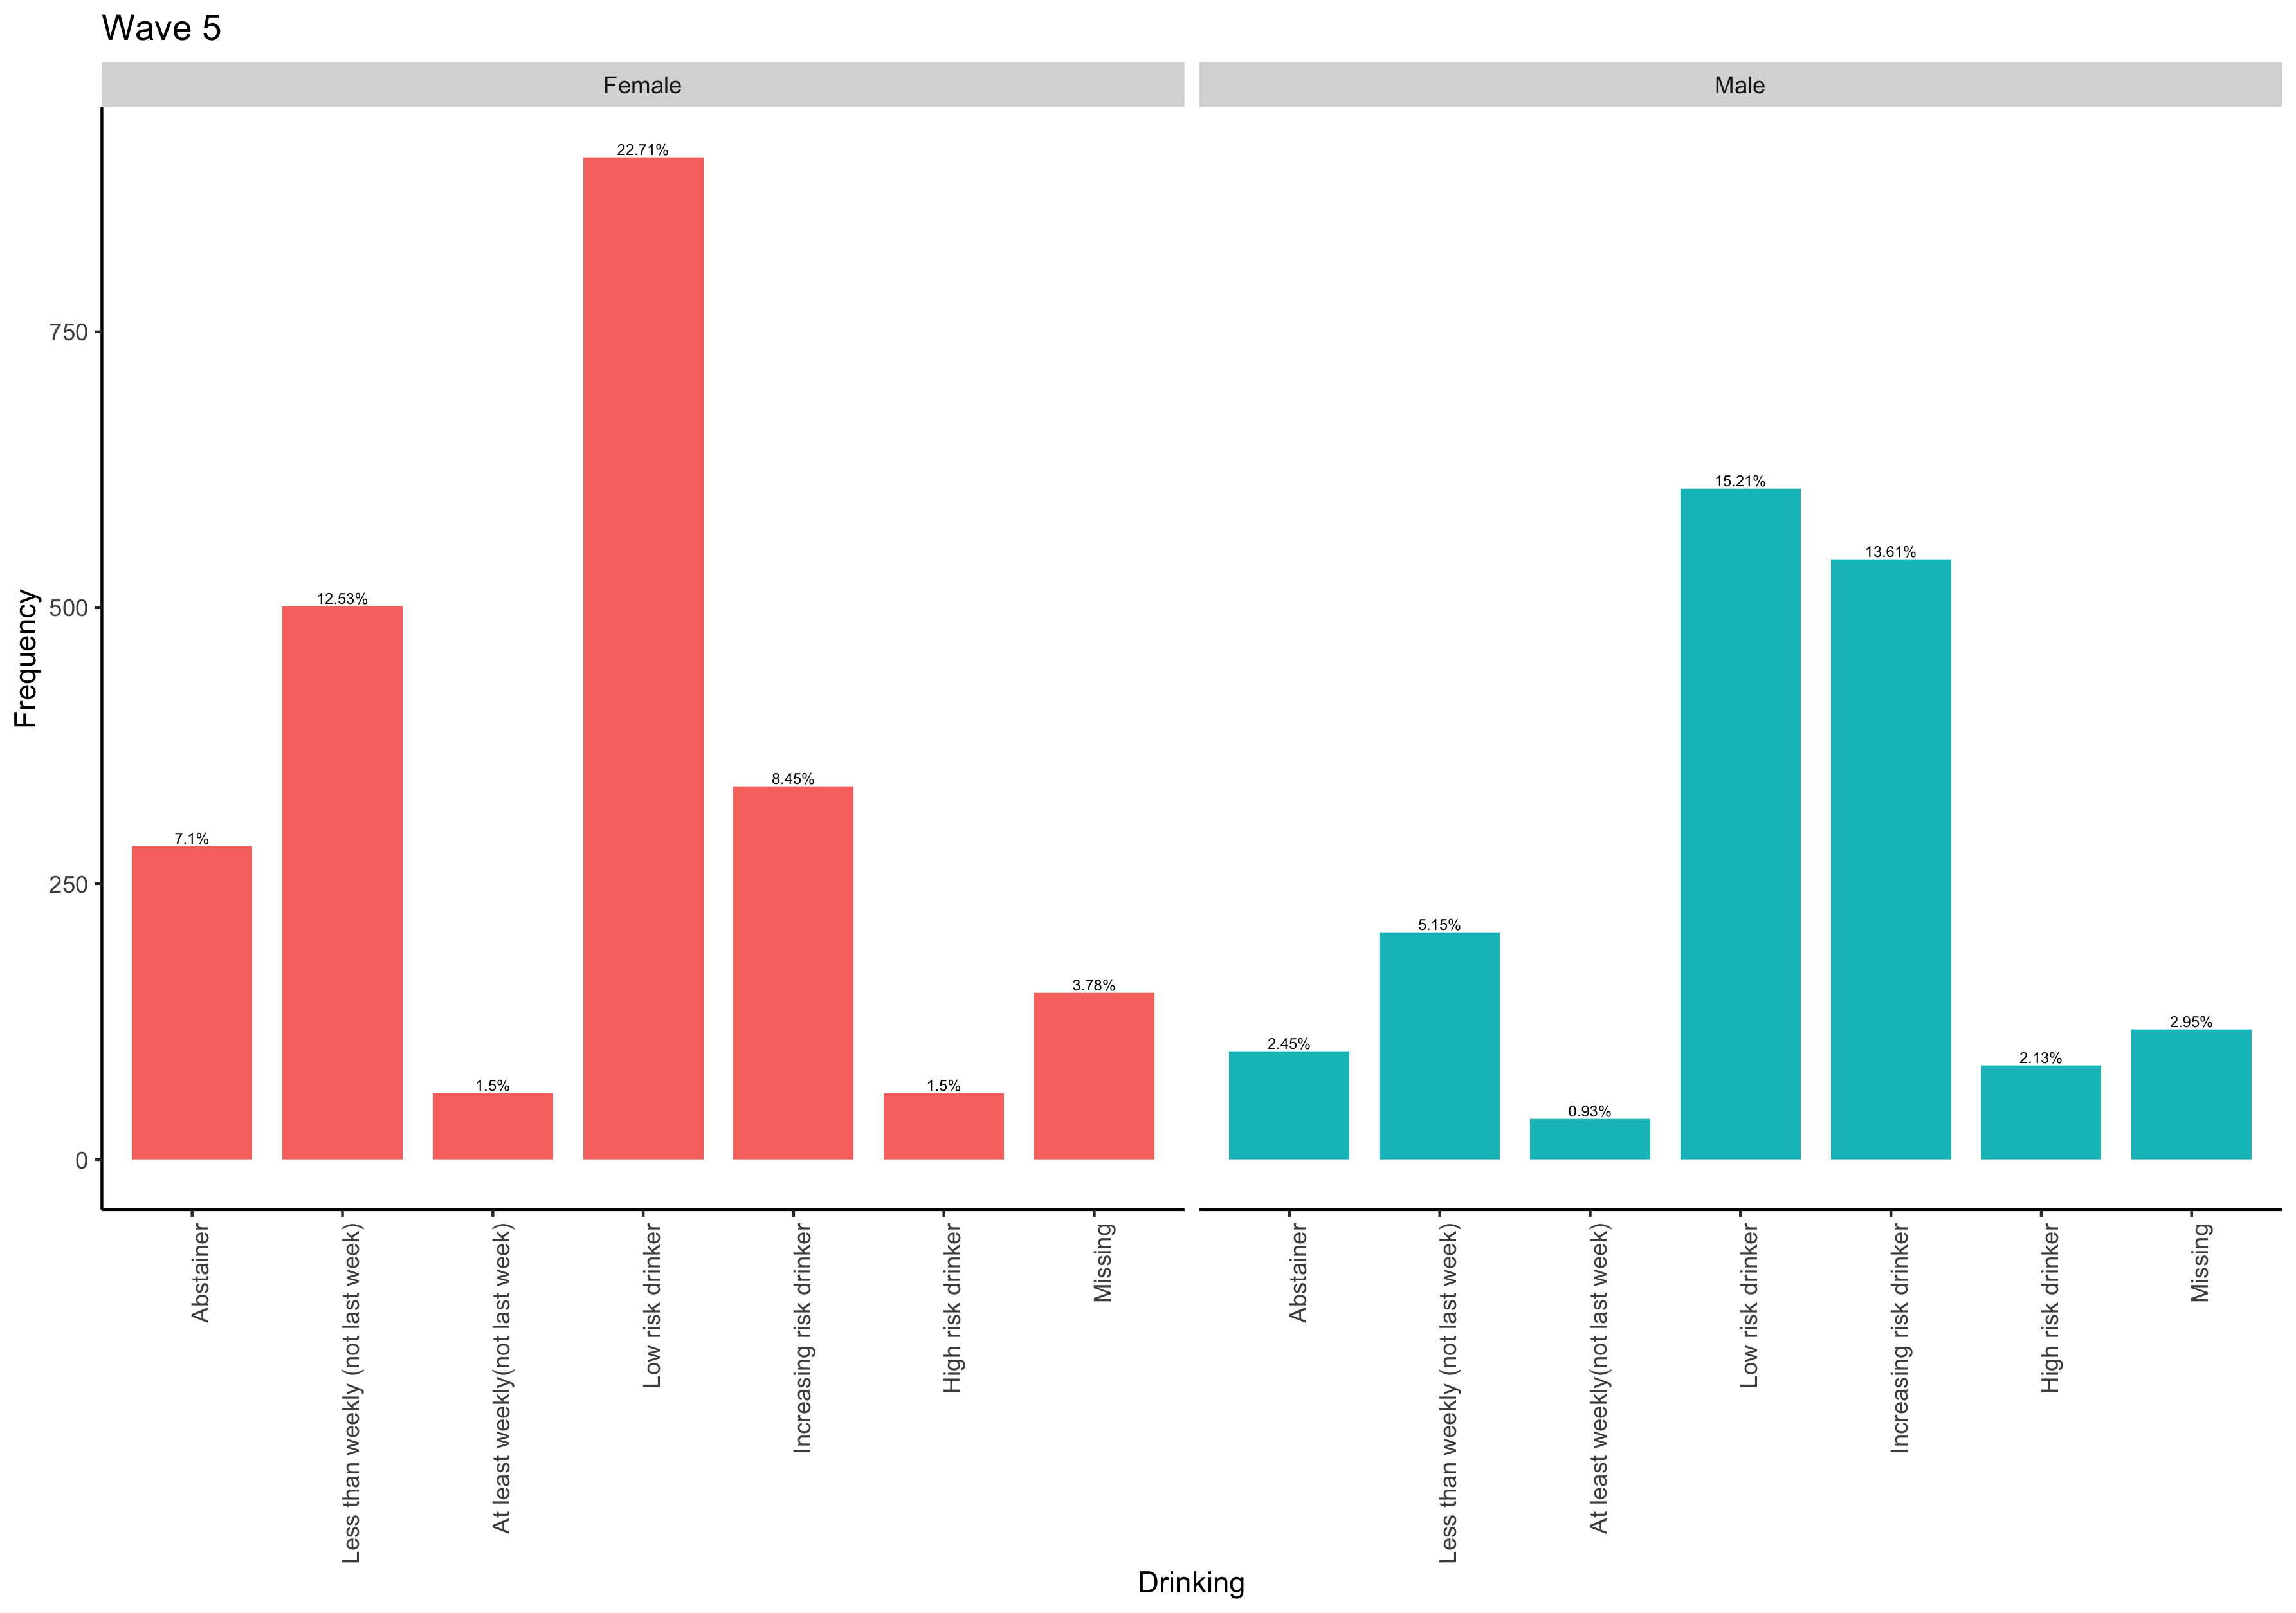 Wave 5
Female
Male
Frequency
750
500
250
0
22.71%
12.53%
8.45%
7.1%
3.78%
1.5%
1.5%
15.21%
13.61%
5.15%
2.95%
2.45%
2.13%
0.93%
Abstainer
Less than weekly (not last week)
At least weekly(not last week)
Low risk drinker
Increasing risk drinker
High risk drinker
Missing
Abstainer
Less than weekly (not last week)
At least weekly(not last week)
Low risk drinker
Increasing risk drinker
High risk drinker
Missing
Drinking